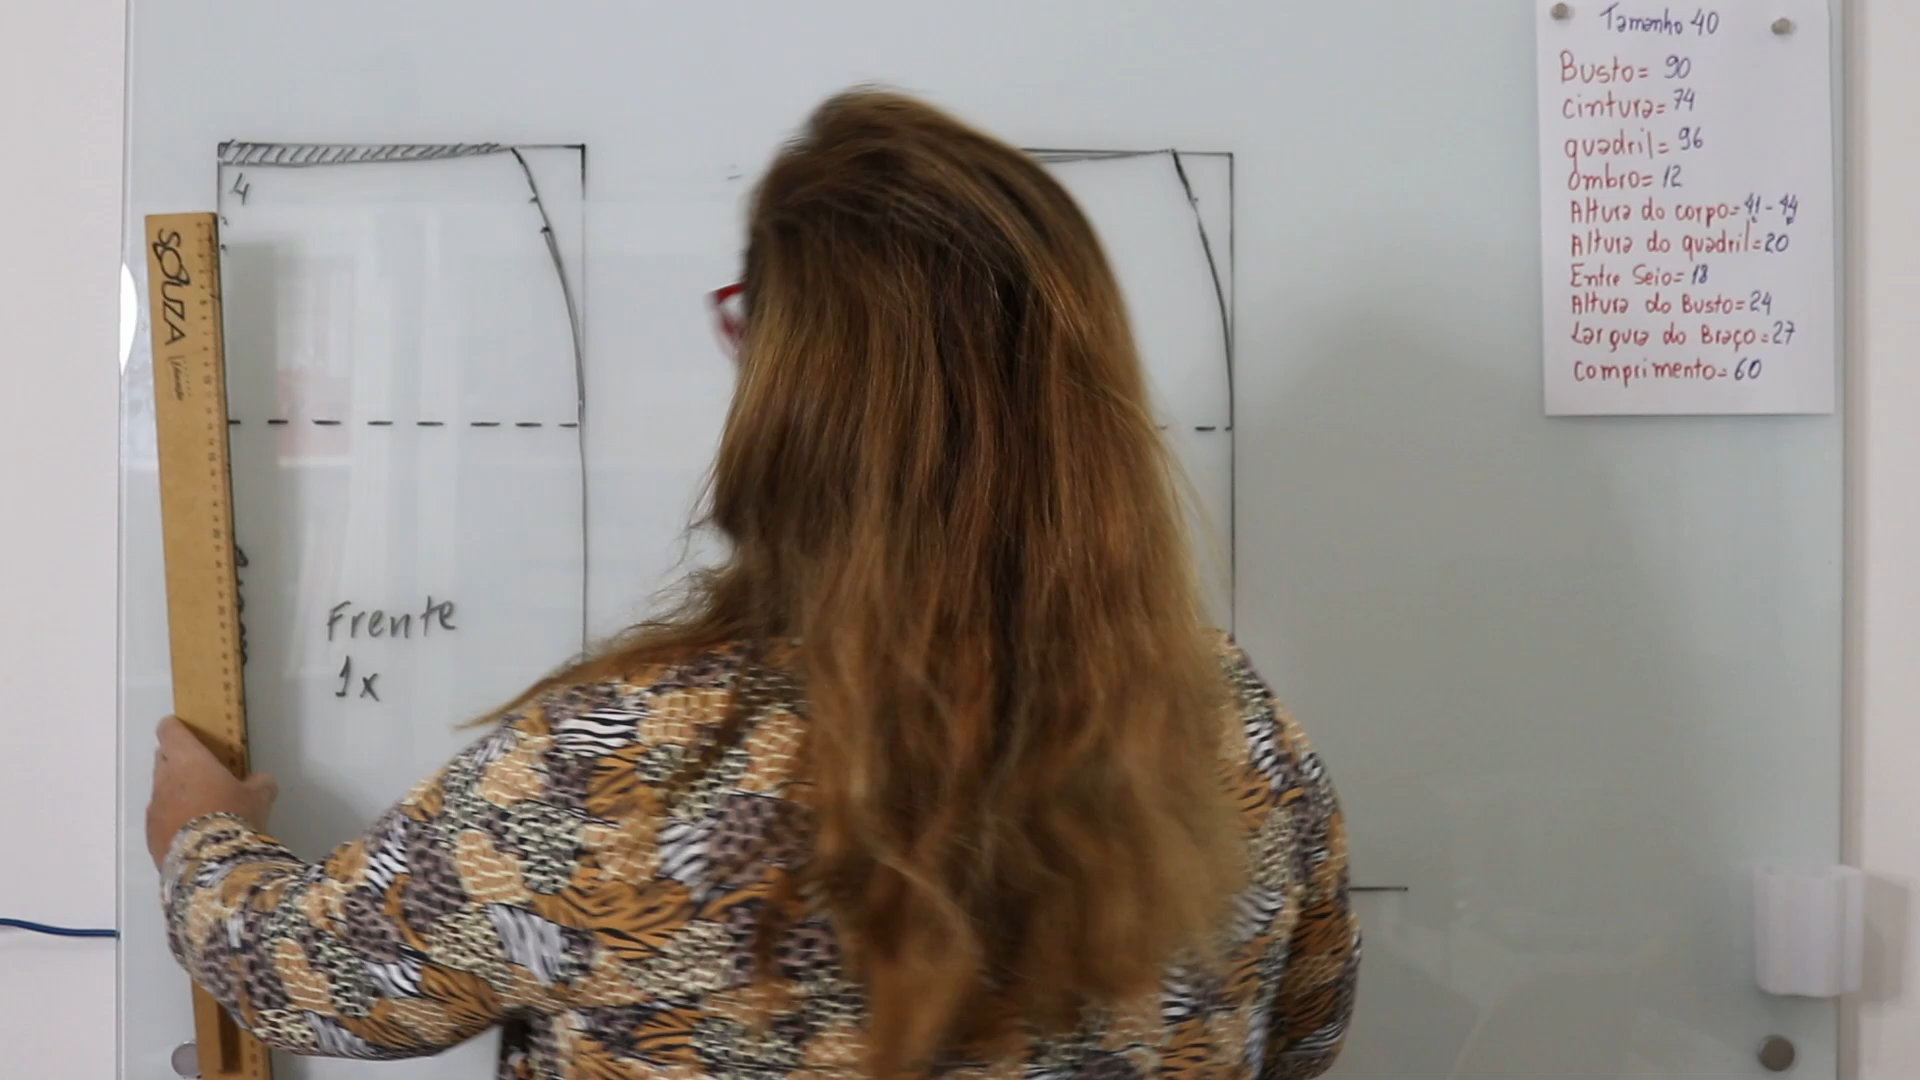 Tamanho 40
Busto= 90
cintura= 74
quadril= 96
Ombro= 12
Altura do corpo= 41-44
Altura do quadril=20
Entre Seio= 18
Altura do Busto=24
Largura do Braço=27
comprimento= 60
4
SOUZA
Frente
1x